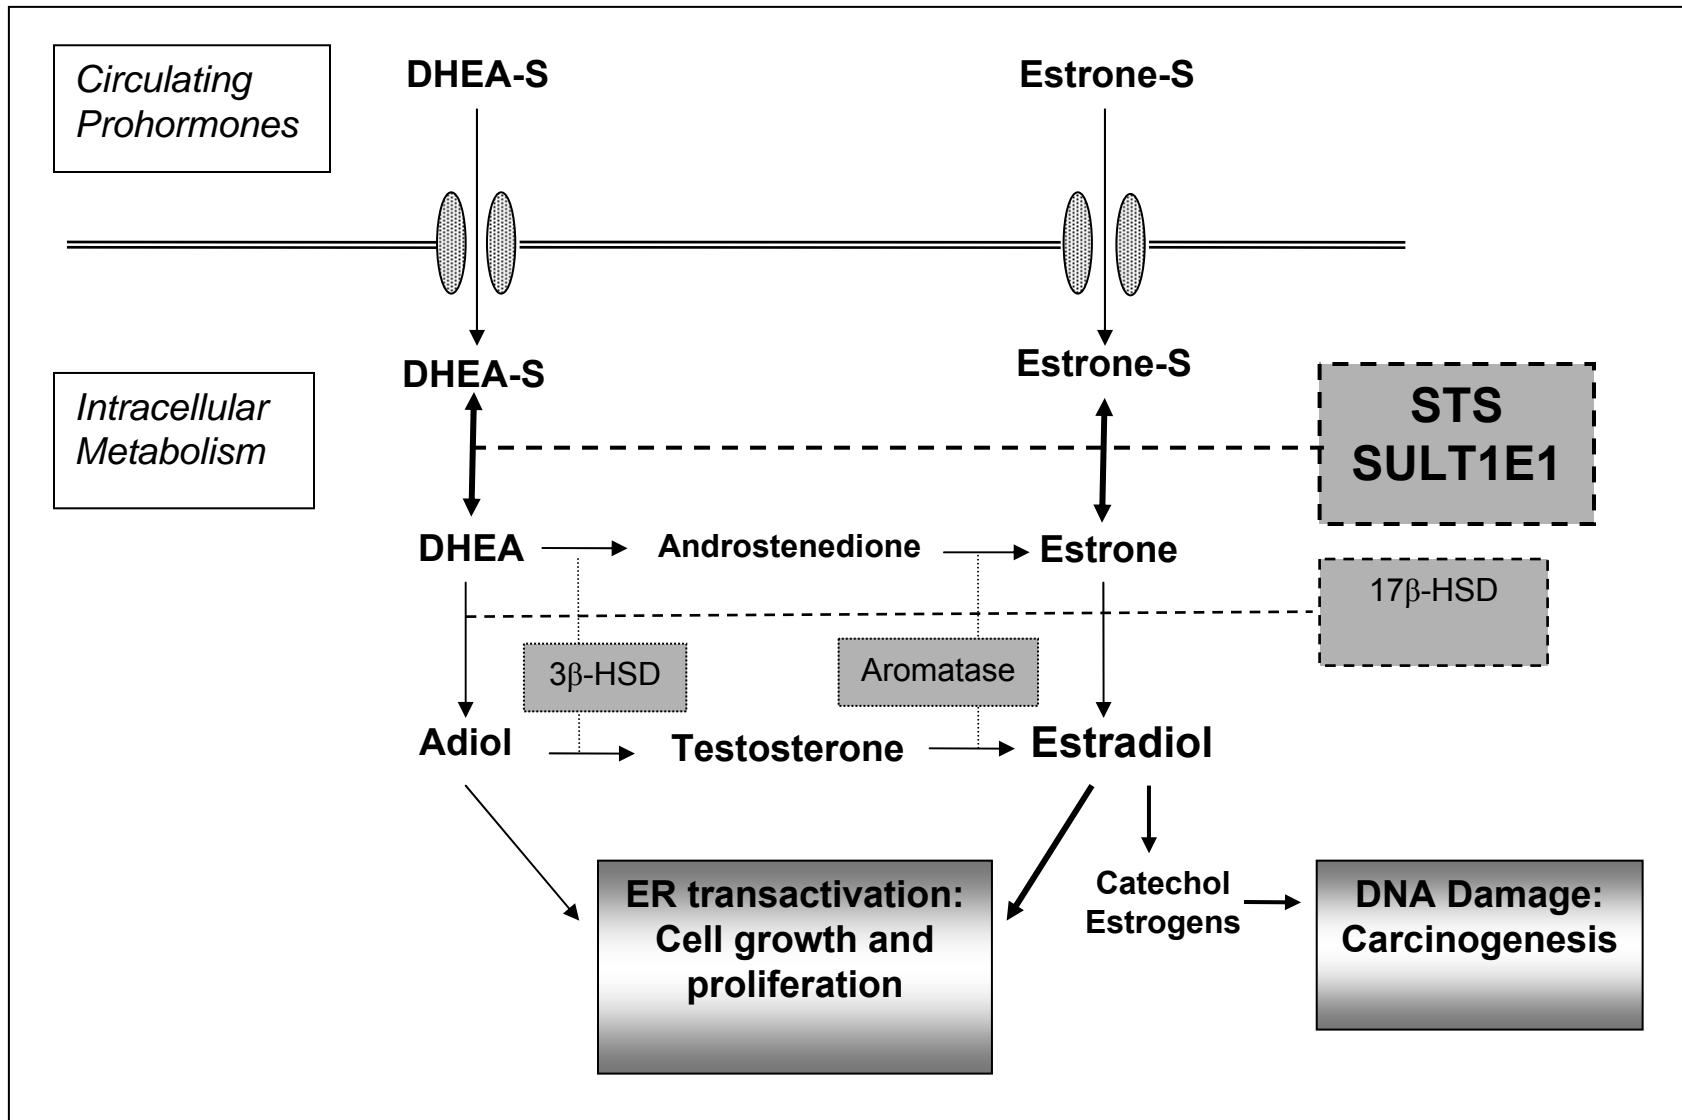 Circulating
Prohormones
DHEA-S
Estrone-S
DHEA-S
Estrone-S
Intracellular
Metabolism
STS
SULT1E1
DHEA
Androstenedione
Estrone
17β-HSD
3β-HSD
Aromatase
Adiol
Testosterone
Estradiol
ER transactivation:
Cell growth and
proliferation
Catechol
Estrogens
DNA Damage:
Carcinogenesis